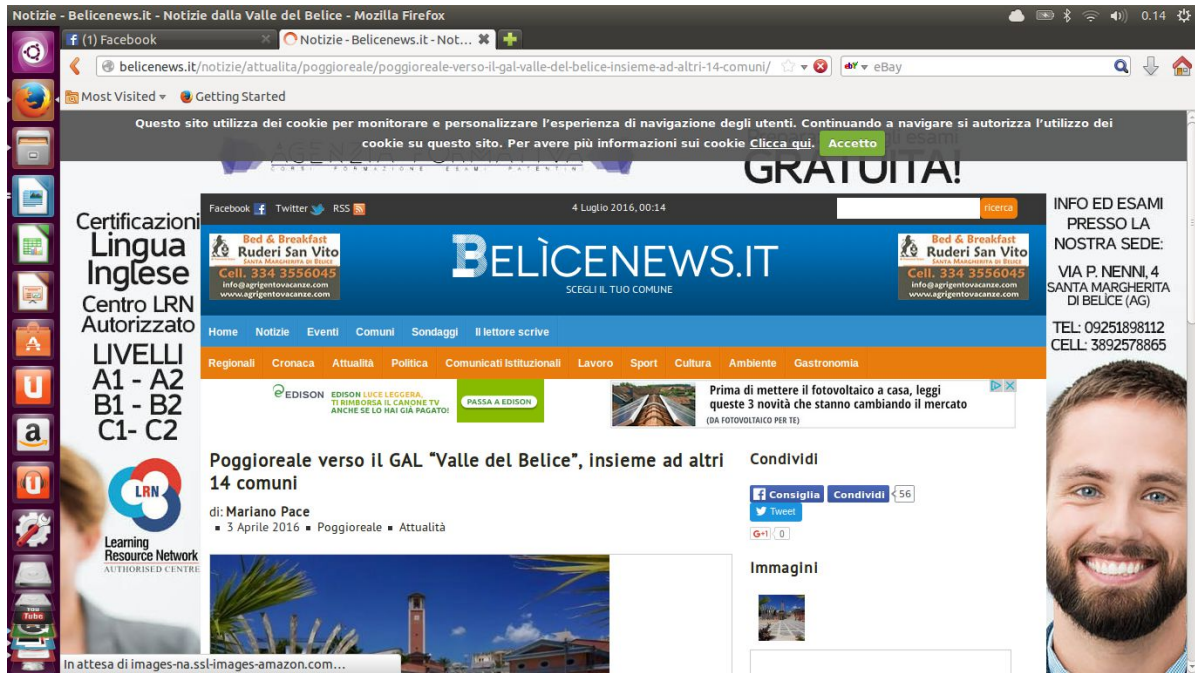 Notizie - Belicenews.it - Notizie dalla Valle del Belice - Mozilla Firefox
0.14
(1) Facebook
Notizie - Belicenews.it - Not...
belicenews.it/notizie/attualita/poggioreale/poggioreale-verso-il-gal-valle-del-belice-insieme-ad-altri-14-comuni/
eBay
Most Visited
Getting Started
Questo sito utilizza dei cookie per monitorare e personalizzare l'esperienza di navigazione degli utenti. Continuando a navigare si autorizza l'utilizzo dei
cookie su questo sito. Per avere più informazioni sui cookie Clicca qui. Accetto
AGENZIA FORMATIVA
CORSI FORMAZIONE ESAMI PATENTINI
GRATUITA!
Certificazioni
Lingua
Inglese
Centro LRN
Autorizzato
LIVELLI
A1 - A2
B1 - B2
C1- C2
LRN
Learning
Resource Network
AUTHORISED CENTRE
Facebook Twitter RSS
4 Luglio 2016, 00:14
ricerca
Bed & Breakfast
Ruderi San Vito
Santa Margherita di Belice
Cell. 334 3556045
info@agrigentovacanze.com
www.agrigentovacanze.com
BELÌCENEWS.IT
SCEGLI IL TUO COMUNE
Bed & Breakfast
Ruderi San Vito
Santa Margherita di Belice
Cell. 334 3556045
info@agrigentovacanze.com
www.agrigentovacanze.com
Home Notizie Eventi Comuni Sondaggi Il lettore scrive
Regionali Cronaca Attualità Politica Comunicati Istituzionali Lavoro Sport Cultura Ambiente Gastronomia
EDISON
EDISON LUCE LEGGERA.
TI RIMBORSA IL CANONE TV
ANCHE SE LO HAI GIÀ PAGATO!
PASSA A EDISON
Prima di mettere il fotovoltaico a casa, leggi
queste 3 novità che stanno cambiando il mercato
(DA FOTOVOLTAICO PER TE)
Poggioreale verso il GAL “Valle del Belice”, insieme ad altri
14 comuni
di: Mariano Pace
3 Aprile 2016 ▪ Poggioreale ▪ Attualità
Condividi
Consiglia Condividi 56
Tweet
G+1 0
Immagini
INFO ED ESAMI
PRESSO LA
NOSTRA SEDE:
VIA P. NENNI, 4
SANTA MARGHERITA
DI BELÌCE (AG)
TEL: 09251898112
CELL: 3892578865
You
Tube
In attesa di images-na.ssl-images-amazon.com...